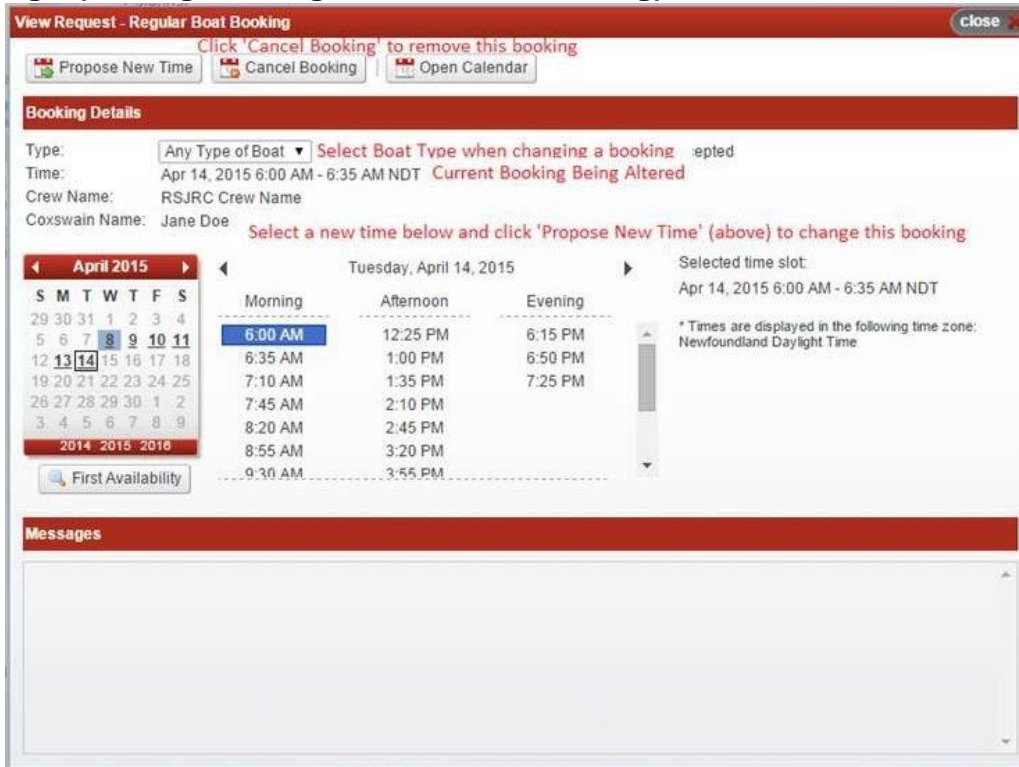 View Request - Regular Boat Booking close
Click 'Cancel Booking' to remove this booking
Propose New Time Cancel Booking Open Calendar
Booking Details
Type: Any Type of Boat Select Boat Type when changing a booking epted
Time: Apr 14, 2015 6:00 AM - 6:35 AM NDT Current Booking Being Altered
Crew Name: RSJRC Crew Name
Coxswain Name: Jane Doe
Select a new time below and click 'Propose New Time' (above) to change this booking
April 2015 Tuesday, April 14, 2015 Selected time slot:
Apr 14, 2015 6:00 AM - 6:35 AM NDT
S M T W T F S Morning Afternoon Evening
29 30 31 1 2 3 4
* Times are displayed in the following time zone:
Newfoundland Daylight Time
5 6 7 8 9 10 11 6:00 AM 12:25 PM 6:15 PM
12 13 14 15 16 17 18 6:35 AM 1:00 PM 6:50 PM
19 20 21 22 23 24 25 7:10 AM 1:35 PM 7:25 PM
26 27 28 29 30 1 2 7:45 AM 2:10 PM
3 4 5 6 7 8 9 8:20 AM 2:45 PM
2014 2015 2016 8:55 AM 3:20 PM
First Availability 9:30 AM 3:55 PM
Messages